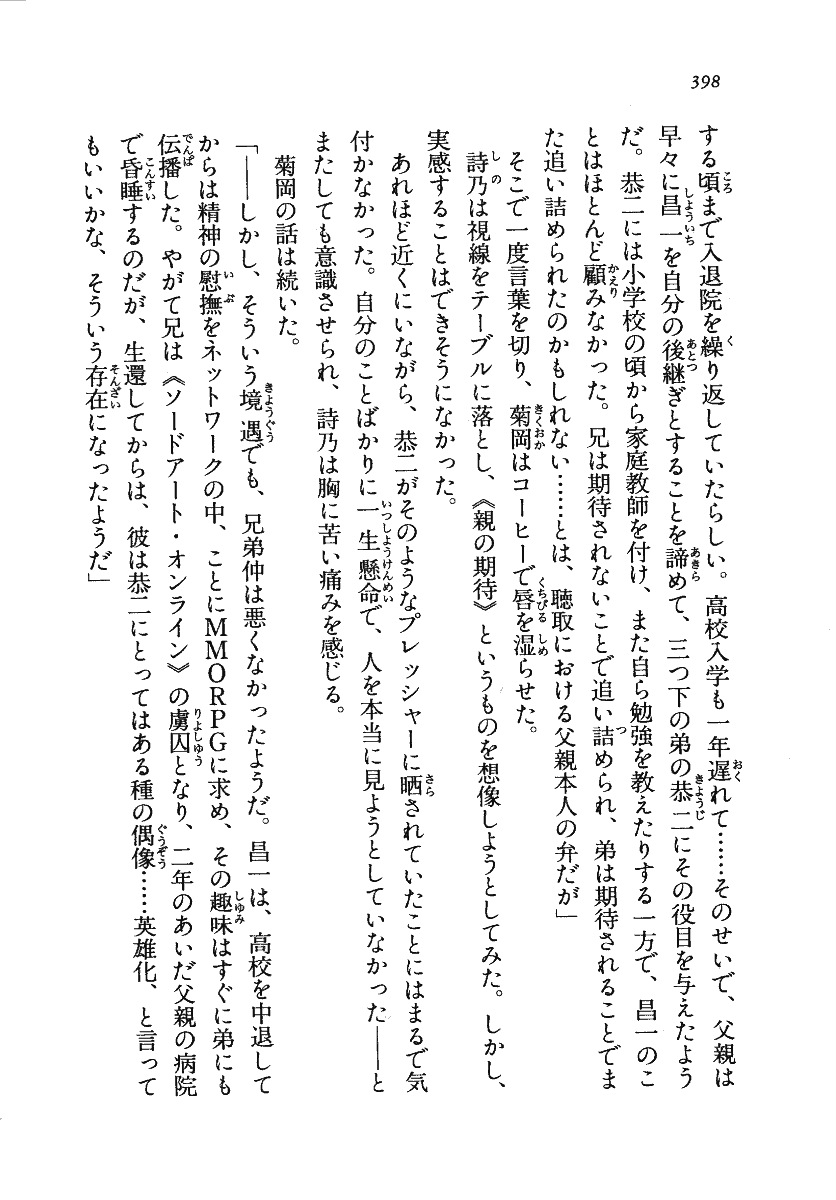 398
する頃まで入退院を繰り返していたらしい。高校入学も一年遅れて……そのせいで、父親は
早々に昌一を自分の後継ぎとすることを諦めて、三つ下の弟の恭二にその役目を与えたよう
だ。恭二には小学校の頃から家庭教師を付け、また自ら勉強を教えたりする一方で、昌一のこ
とはほとんど顧みなかった。兄は期待されないことで追い詰められ、弟は期待されることでま
た追い詰められたのかもしれない……とは、聴取における父親本人の弁だが」
そこで一度言葉を切り、菊岡はコーヒーで唇を湿らせた。
詩乃は視線をテーブルに落とし、《親の期待》というものを想像しようとしてみた。しかし、
実感することはできそうになかった。
あれほど近くにいながら、恭二がそのようなプレッシャーに晒されていたことにはまるで気
付かなかった。自分のことばかりに一生懸命で、人を本当に見ようとしていなかった――と
またしても意識させられ、詩乃は胸に苦い痛みを感じる。
菊岡の話は続いた。
「――しかし、そういう境遇でも、兄弟仲は悪くなかったようだ。昌一は、高校を中退して
からは精神の慰撫をネットワークの中、ことにＭＭＯＲＰＧに求め、その趣味はすぐに弟にも
伝播した。やがて兄は《ソードアート・オンライン》の虜囚となり、二年のあいだ父親の病院
で昏睡するのだが、生還してからは、彼は恭二にとってはある種の偶像……英雄化、と言って
もいいかな、そういう存在になったようだ」